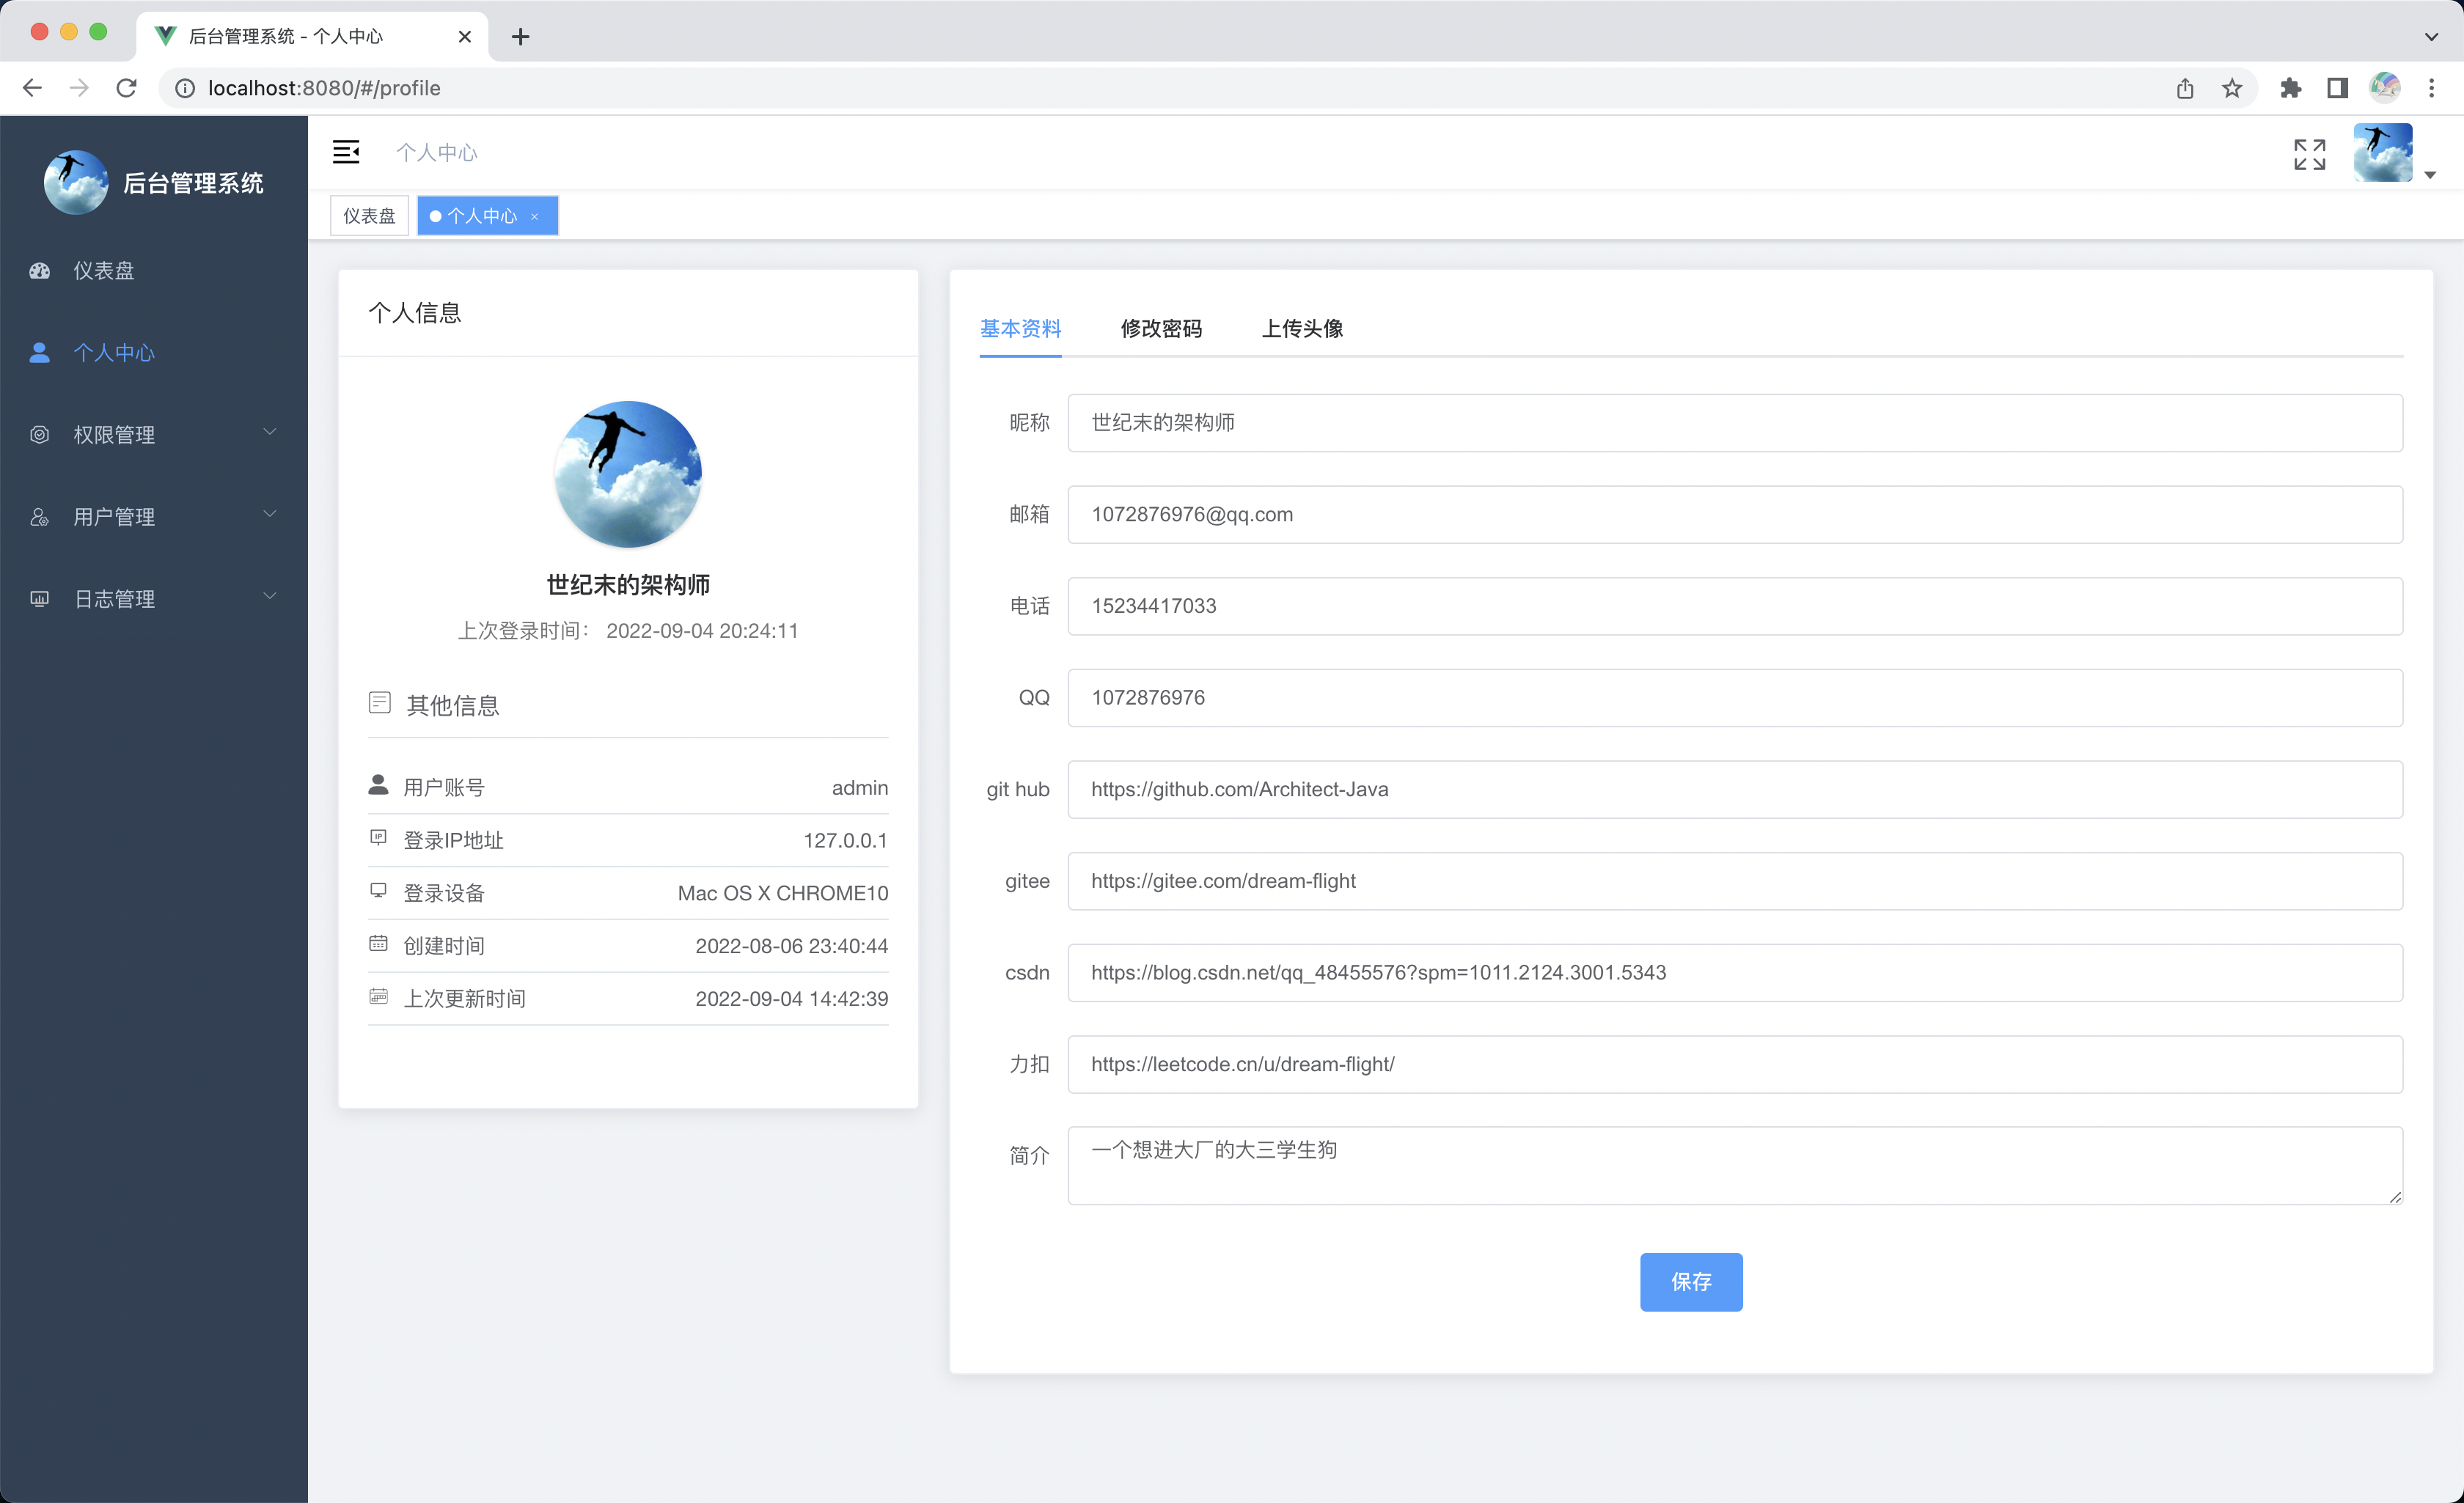 后台管理系统 - 个人中心
localhost:8080/#/profile
后台管理系统
个人中心
仪表盘
个人中心
仪表盘
个人中心
权限管理
用户管理
日志管理
个人信息
世纪末的架构师
上次登录时间： 2022-09-04 20:24:11
其他信息
用户账号 admin
登录IP地址 127.0.0.1
登录设备 Mac OS X CHROME10
创建时间 2022-08-06 23:40:44
上次更新时间 2022-09-04 14:42:39
基本资料 修改密码 上传头像
昵称 世纪末的架构师
邮箱 1072876976@qq.com
电话 15234417033
QQ 1072876976
git hub https://github.com/Architect-Java
gitee https://gitee.com/dream-flight
csdn https://blog.csdn.net/qq_48455576?spm=1011.2124.3001.5343
力扣 https://leetcode.cn/u/dream-flight/
简介 一个想进大厂的大三学生狗
保存